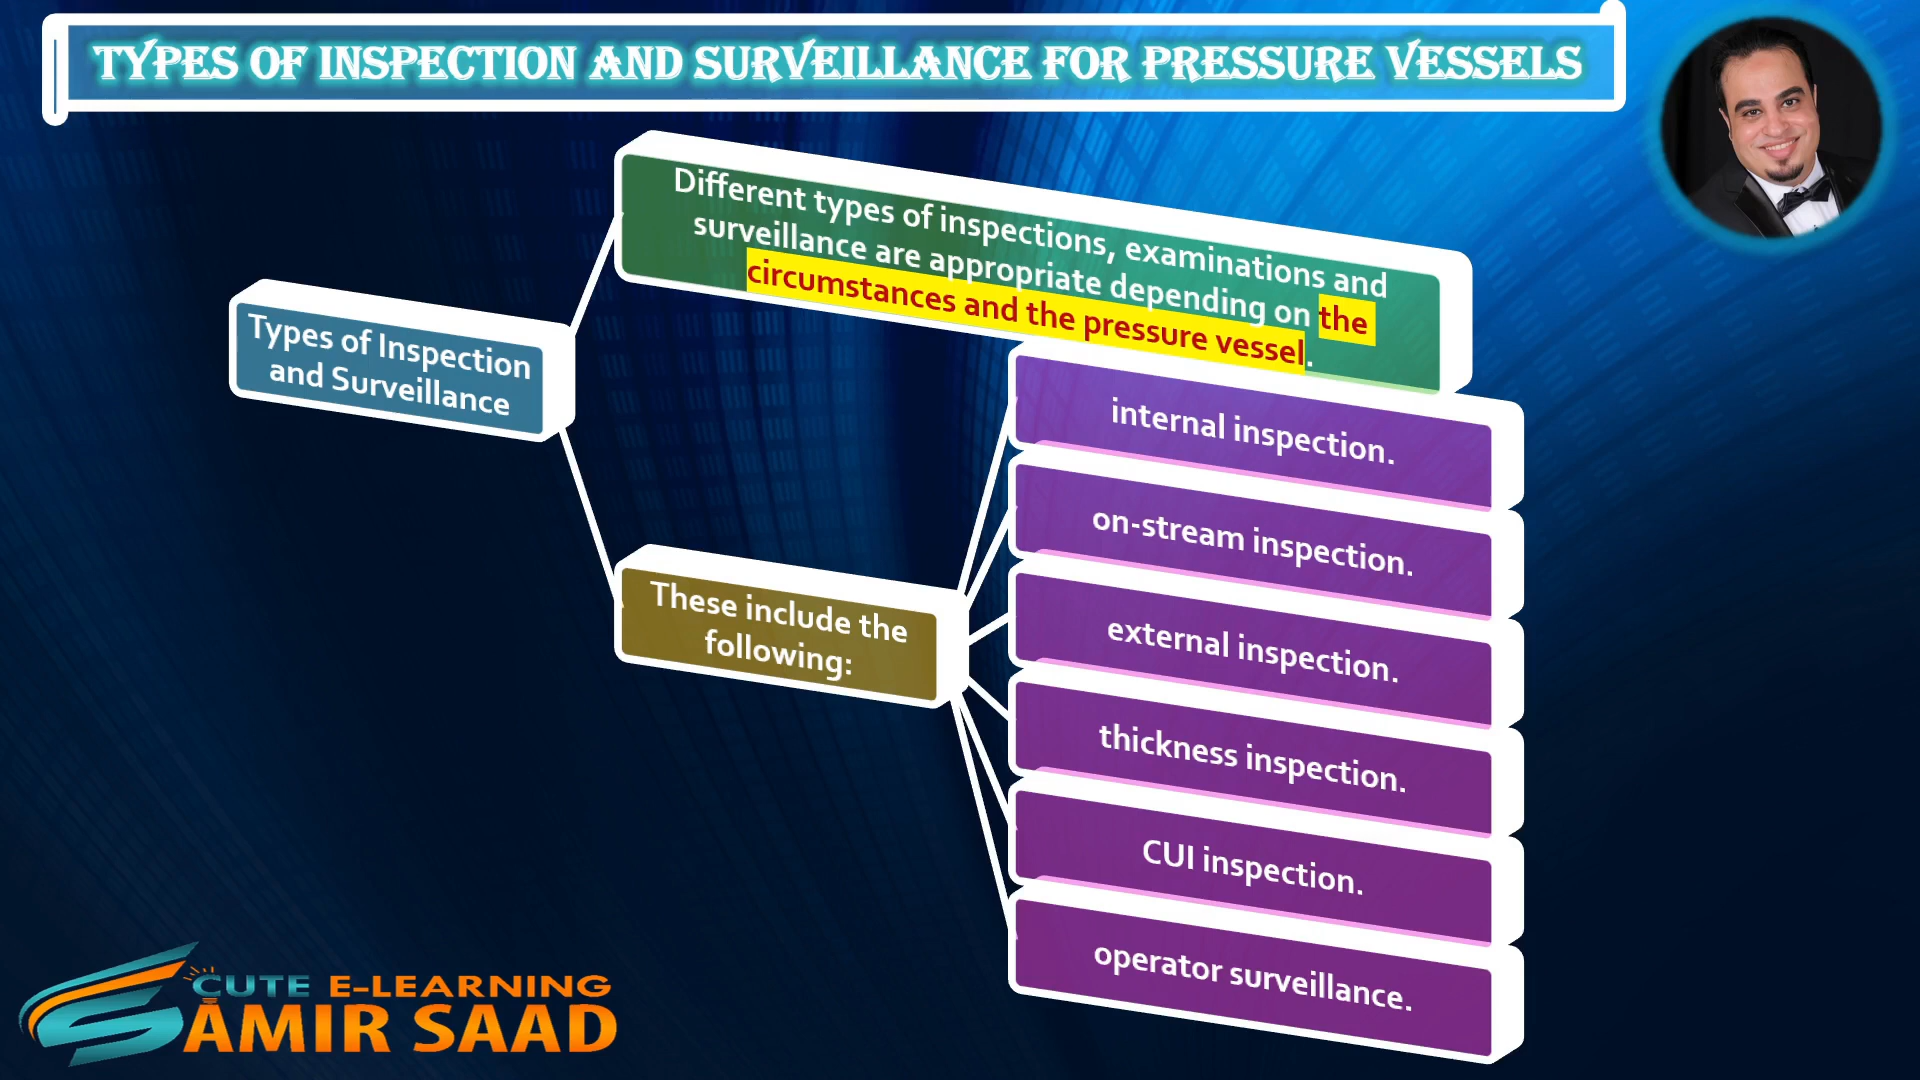 TYPES OF INSPECTION AND SURVEILLANCE FOR PRESSURE VESSELS
Types of Inspection
and Surveillance
Different types of inspections, examinations and
surveillance are appropriate depending on the
circumstances and the pressure vessel.
These include the
following:
internal inspection.
on-stream inspection.
external inspection.
thickness inspection.
CUI inspection.
operator surveillance.
CUTE E-LEARNING
AMIR SAAD